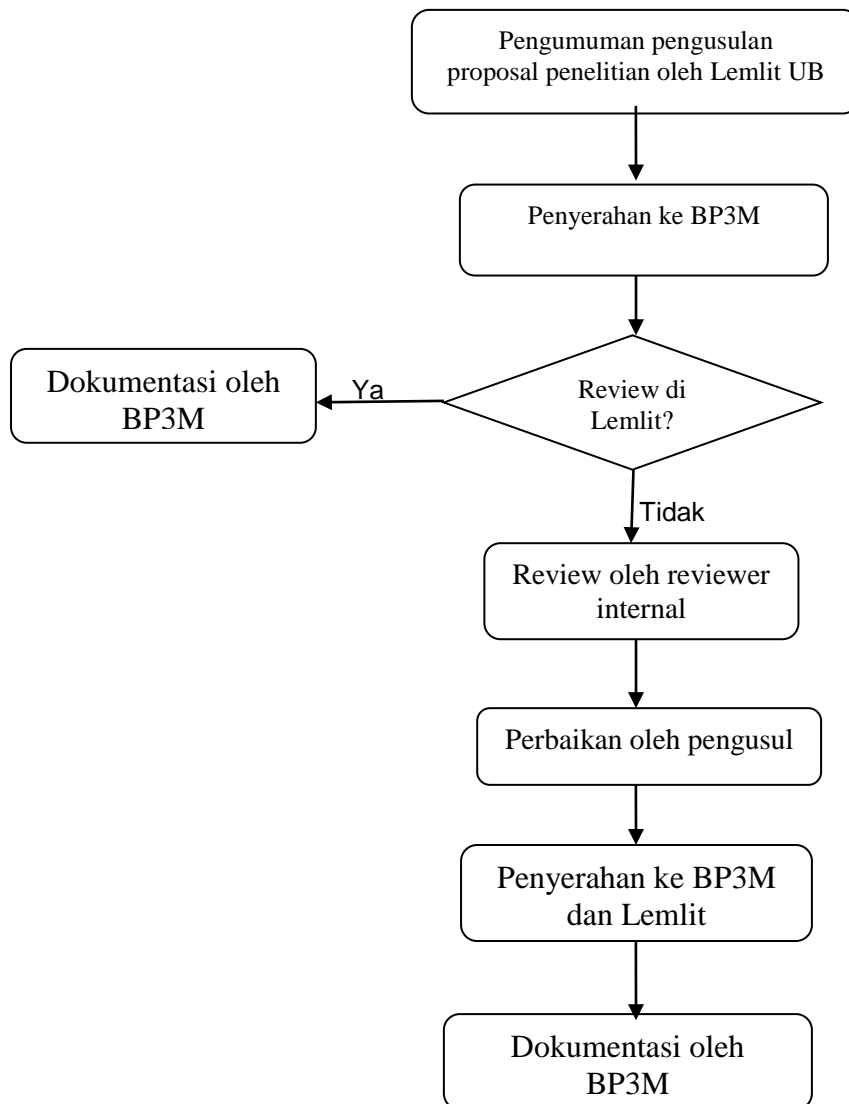 Pengumuman pengusulan
proposal penelitian oleh Lemlit UB
Penyerahan ke BP3M
Review di
Lemlit?
Ya
Dokumentasi oleh
BP3M
Tidak
Review oleh reviewer
internal
Perbaikan oleh pengusul
Penyerahan ke BP3M
dan Lemlit
Dokumentasi oleh
BP3M